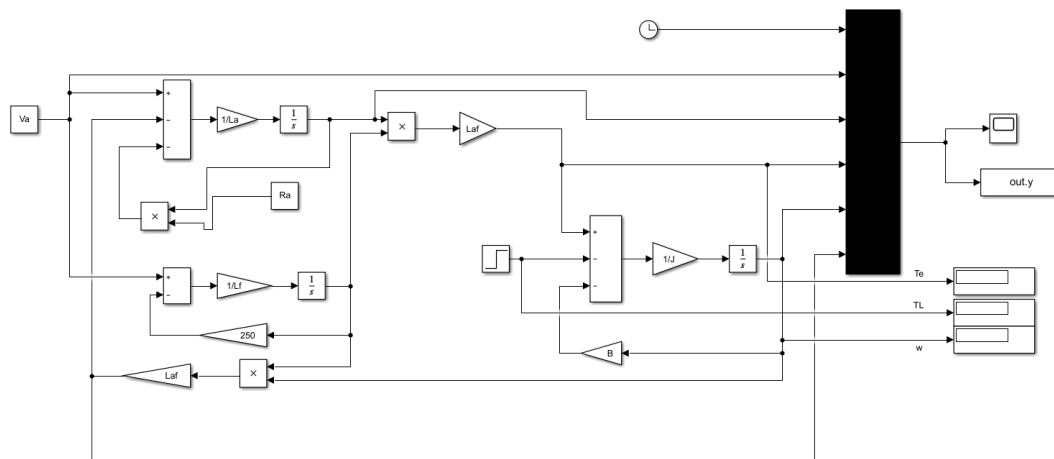 Va
+
−
−
1/La
1
s
×
Laf
Ra
×
+
−
1/Lf
1
s
250
Laf
×
+
−
−
1/J
1
s
B
out.y
Te
TL
w